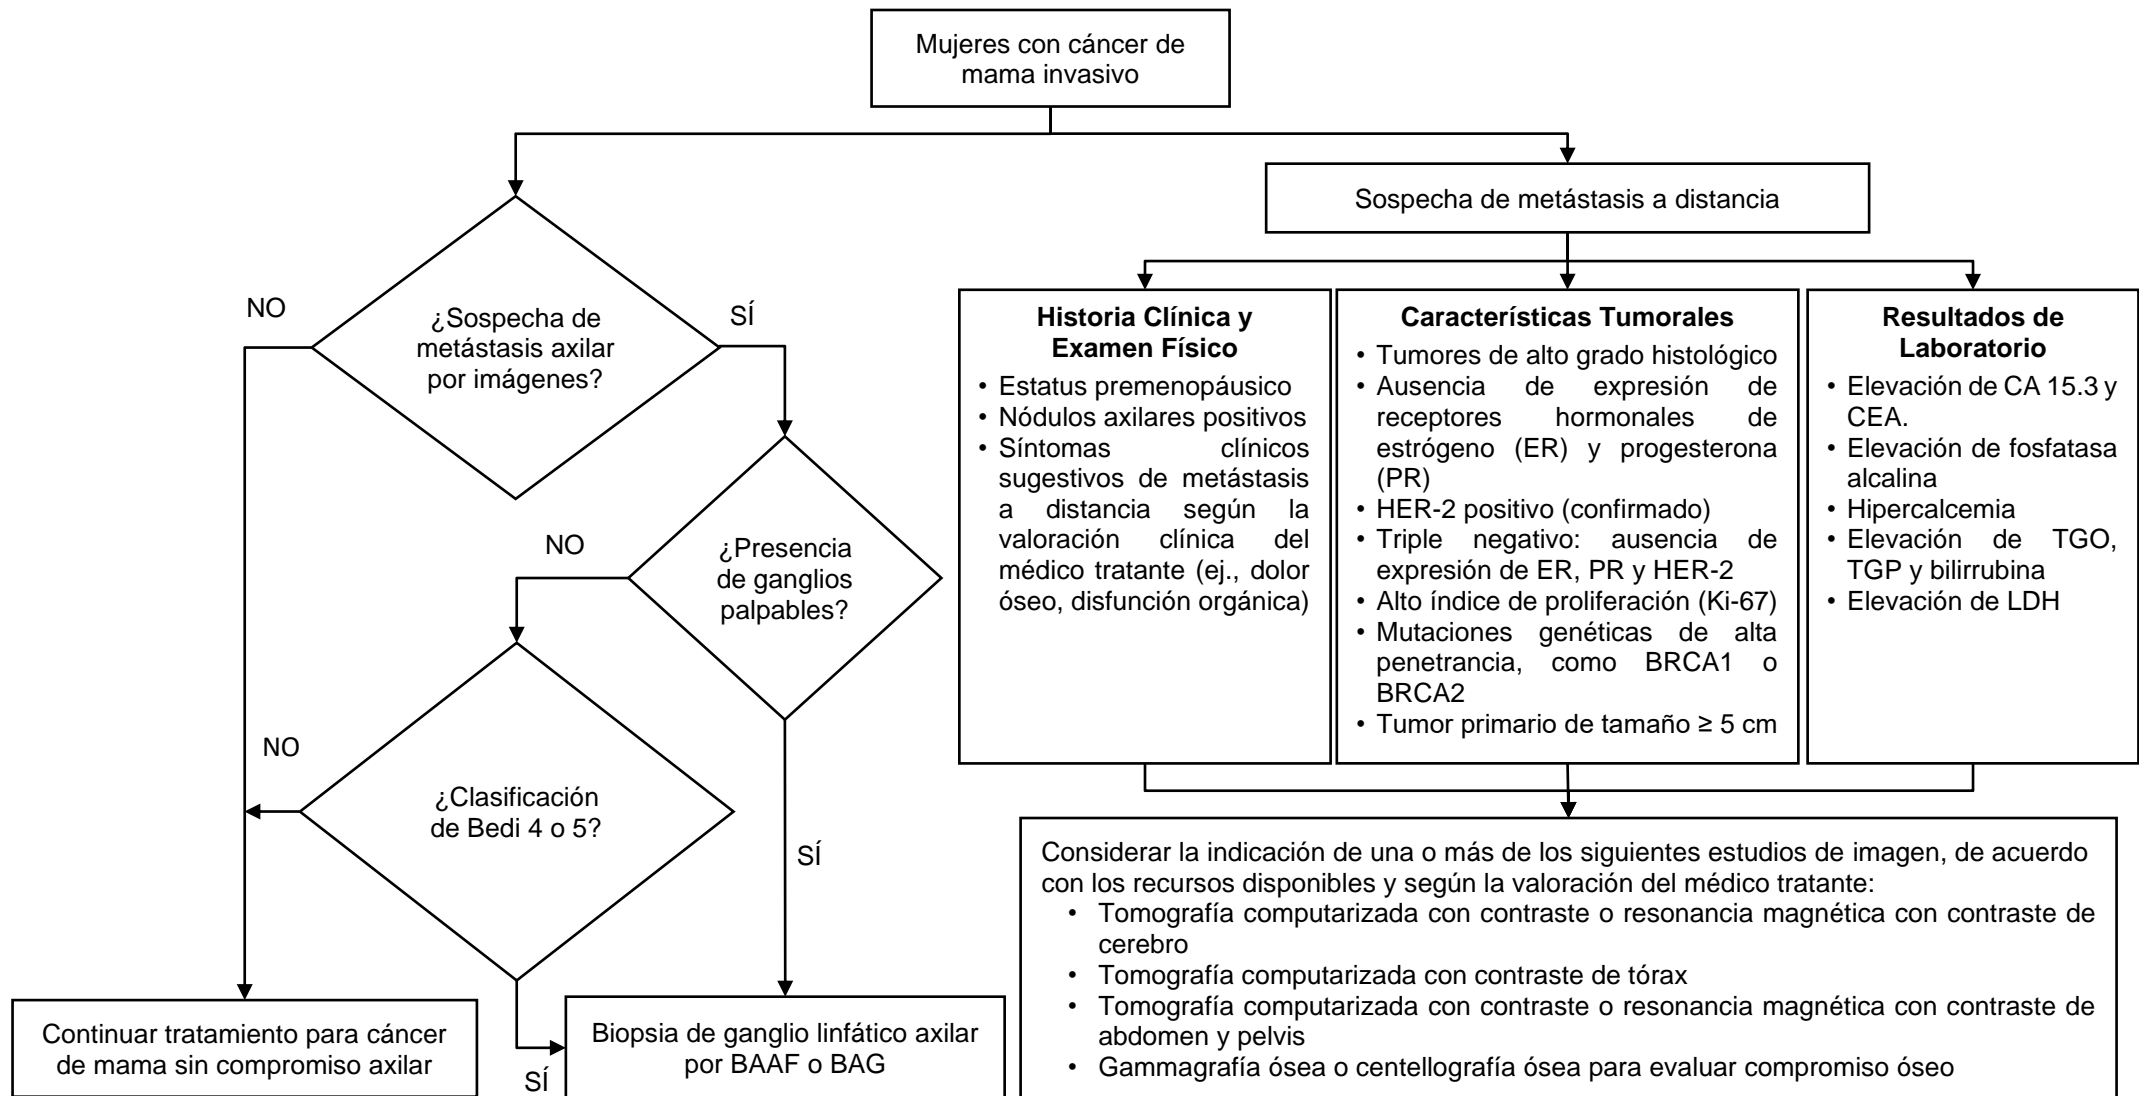 Mujeres con cáncer de
mama invasivo
Sospecha de metástasis a distancia
NO
¿Sospecha de
metástasis axilar
por imágenes?
SÍ
Historia Clínica y
Examen Físico
• Estatus premenopáusico
• Nódulos axilares positivos
• Síntomas clínicos
sugestivos de metástasis
a distancia según la
valoración clínica del
médico tratante (ej., dolor
óseo, disfunción orgánica)
Características Tumorales
• Tumores de alto grado histológico
• Ausencia de expresión de
receptores hormonales de
estrógeno (ER) y progesterona
(PR)
• HER-2 positivo (confirmado)
• Triple negativo: ausencia de
expresión de ER, PR y HER-2
• Alto índice de proliferación (Ki-67)
• Mutaciones genéticas de alta
penetrancia, como BRCA1 o
BRCA2
• Tumor primario de tamaño ≥ 5 cm
Resultados de
Laboratorio
• Elevación de CA 15.3 y
CEA.
• Elevación de fosfatasa
alcalina
• Hipercalcemia
• Elevación de TGO,
TGP y bilirrubina
• Elevación de LDH
NO
¿Presencia
de ganglios
palpables?
NO
¿Clasificación
de Bedi 4 o 5?
SÍ
Considerar la indicación de una o más de los siguientes estudios de imagen, de acuerdo
con los recursos disponibles y según la valoración del médico tratante:
• Tomografía computarizada con contraste o resonancia magnética con contraste de
cerebro
• Tomografía computarizada con contraste de tórax
• Tomografía computarizada con contraste o resonancia magnética con contraste de
abdomen y pelvis
• Gammagrafía ósea o centellografía ósea para evaluar compromiso óseo
Continuar tratamiento para cáncer
de mama sin compromiso axilar
SÍ
Biopsia de ganglio linfático axilar
por BAAF o BAG